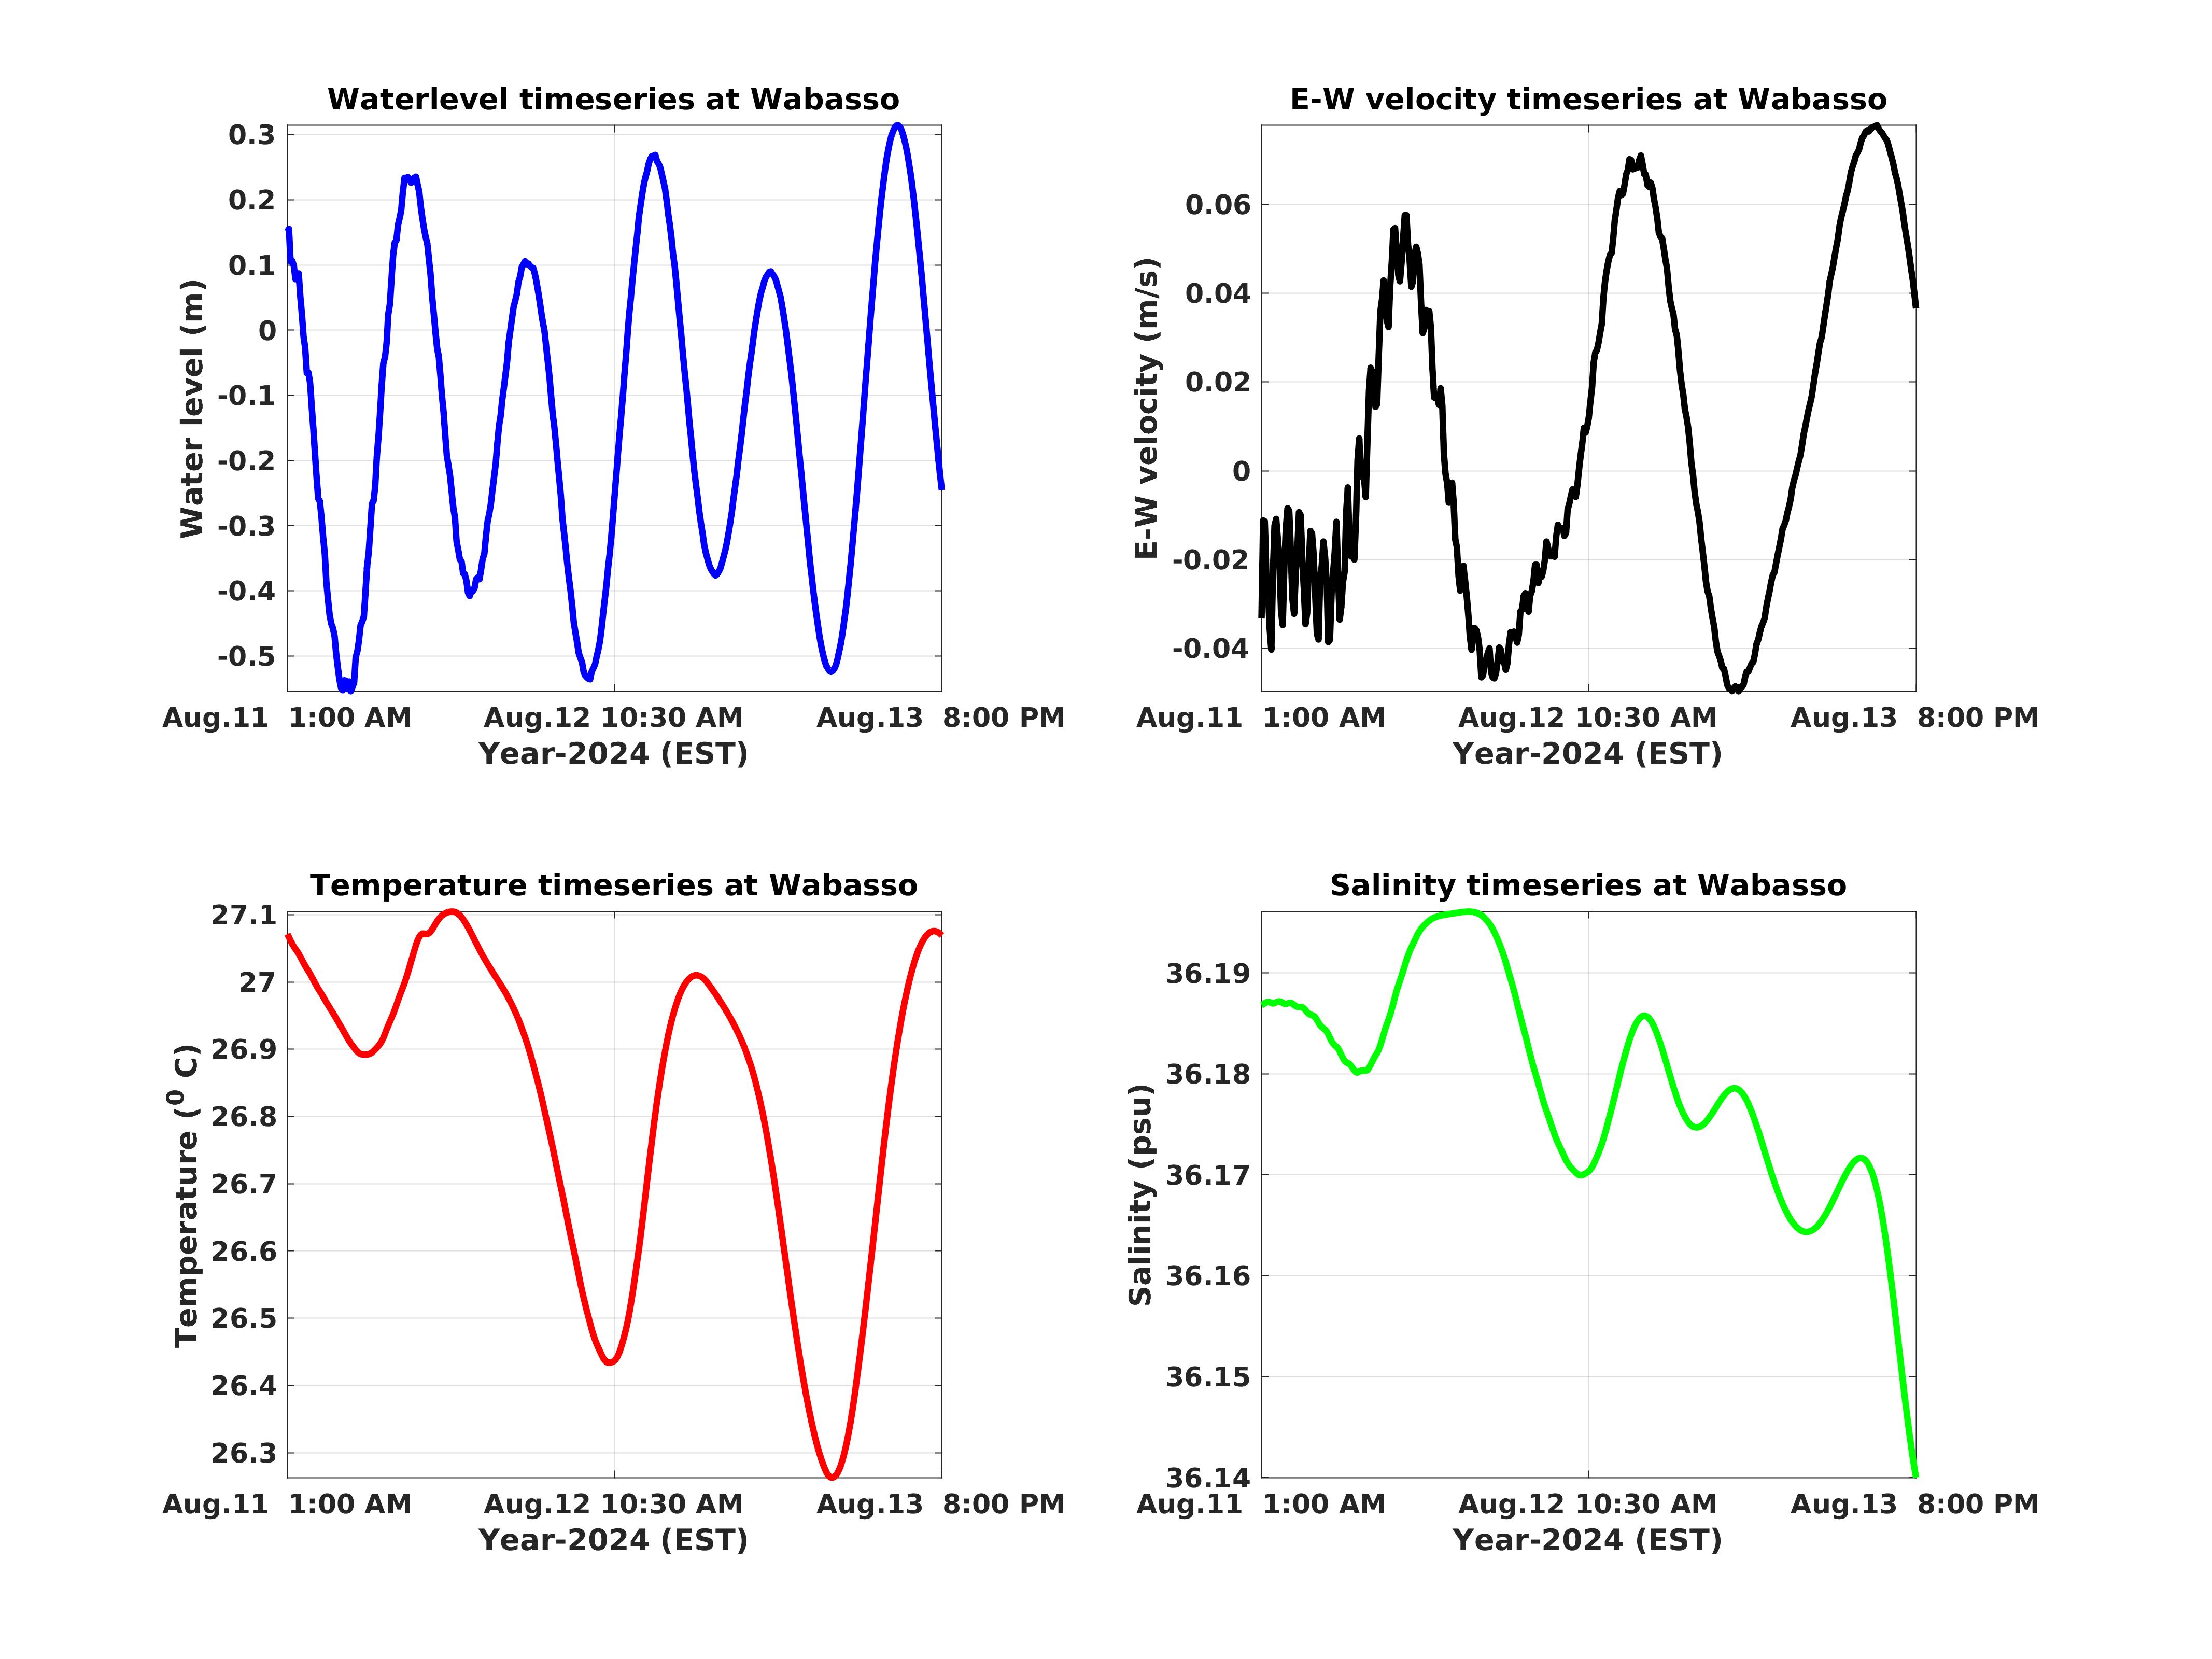 Waterlevel timeseries at Wabasso
0.3
0.2
0.1
0
-0.1
-0.2
-0.3
-0.4
-0.5
Water level (m)
Aug.11 1:00 AM
Aug.12 10:30 AM
Aug.13 8:00 PM
Year-2024 (EST)
E-W velocity timeseries at Wabasso
0.06
0.04
0.02
0
-0.02
-0.04
E-W velocity (m/s)
Aug.11 1:00 AM
Aug.12 10:30 AM
Aug.13 8:00 PM
Year-2024 (EST)
Temperature timeseries at Wabasso
27.1
27
26.9
26.8
26.7
26.6
26.5
26.4
26.3
Temperature (⁰ C)
Aug.11 1:00 AM
Aug.12 10:30 AM
Aug.13 8:00 PM
Year-2024 (EST)
Salinity timeseries at Wabasso
36.19
36.18
36.17
36.16
36.15
36.14
Salinity (psu)
Aug.11 1:00 AM
Aug.12 10:30 AM
Aug.13 8:00 PM
Year-2024 (EST)